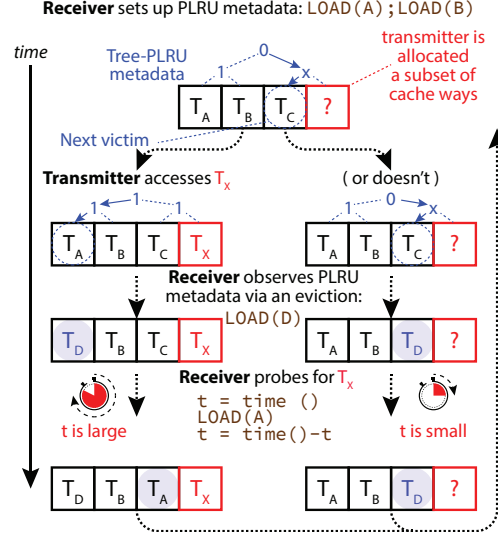 Receiver sets up PLRU metadata: LOAD(A);LOAD(B)
time
Tree-PLRU
metadata
0
1
x
transmitter is
allocated
a subset of
cache ways
T_A T_B T_C ?
Next victim
Transmitter accesses T_X
(or doesn't)
1
1 1
0
1 x
T_A T_B T_C T_X
T_A T_B T_C ?
Receiver observes PLRU
metadata via an eviction:
LOAD(D)
T_D T_B T_C T_X
T_A T_B T_D ?
Receiver probes for T_X
t = time ()
LOAD(A)
t = time()-t
t is large
t is small
T_D T_B T_A T_X
T_A T_B T_D ?